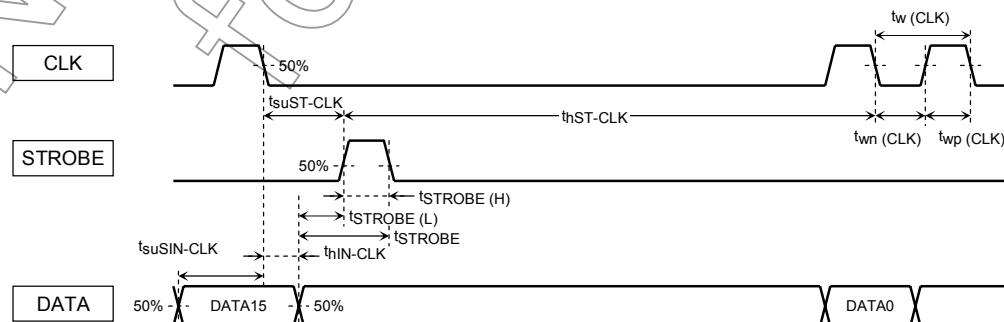 tw (CLK)
CLK
50%
tsuST-CLK
thST-CLK
twn (CLK)
twp (CLK)
STROBE
50%
tSTROBE (H)
tSTROBE (L)
tSTROBE
tsuSIN-CLK
thIN-CLK
DATA
50%
DATA15
50%
DATA0